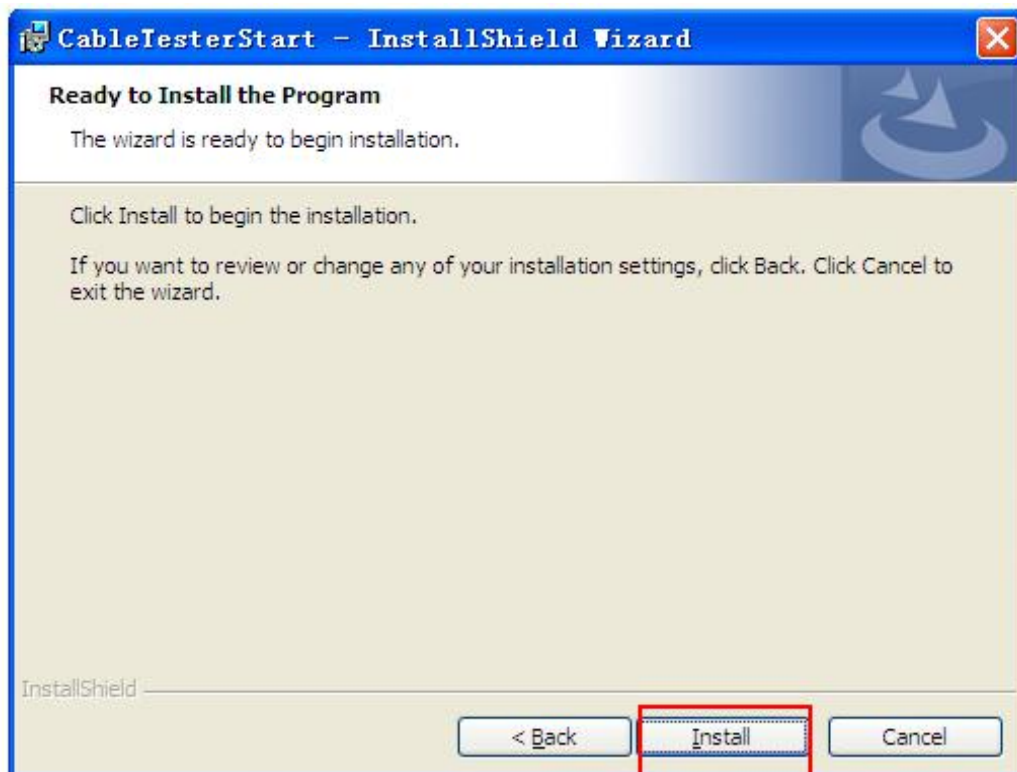 CableTesterStart - InstallShield Wizard
Ready to Install the Program
The wizard is ready to begin installation.
Click Install to begin the installation.
If you want to review or change any of your installation settings, click Back. Click Cancel to
exit the wizard.
InstallShield
< Back
Install
Cancel